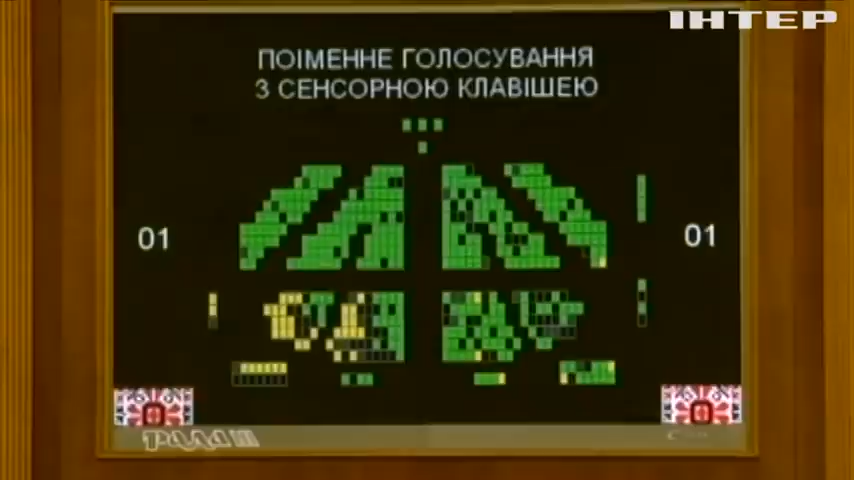 ІНТЕР
ПОІМЕННЕ ГОЛОСУВАННЯ
З СЕНСОРНОЮ КЛАВІШЕЮ
01
01
РАДА